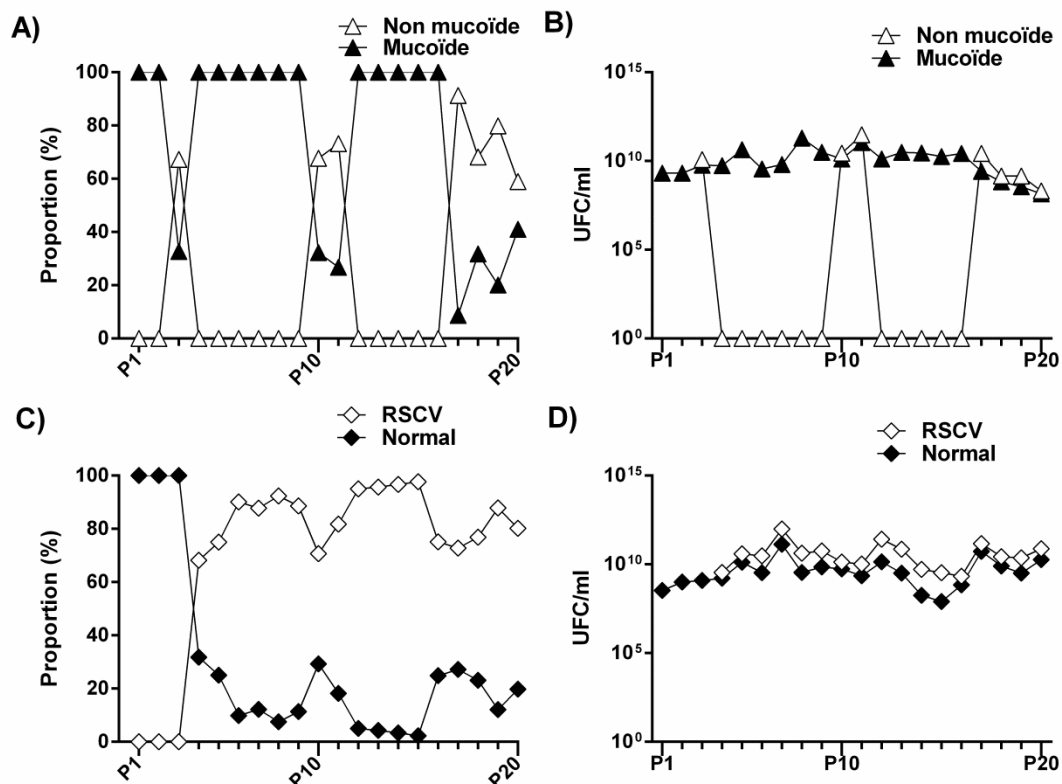 A)
Non mucoïde
Mucoïde
100
80
60
40
20
0
Proportion (%)
P1
P10
P20
B)
Non mucoïde
Mucoïde
10^15
10^10
10^5
10^0
UFC/ml
P1
P10
P20
C)
RSCV
Normal
100
80
60
40
20
0
Proportion (%)
P1
P10
P20
D)
RSCV
Normal
10^15
10^10
10^5
10^0
UFC/ml
P1
P10
P20